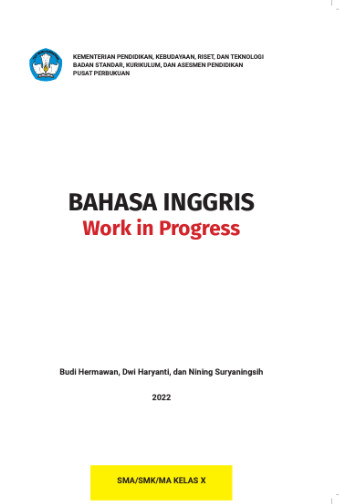 KEMENTERIAN PENDIDIKAN, KEBUDAYAAN, RISET, DAN TEKNOLOGI
BADAN STANDAR, KURIKULUM, DAN ASESMEN PENDIDIKAN
PUSAT PERBUKUAN
BAHASA INGGRIS
Work in Progress
Budi Hermawan, Dwi Haryanti, dan Nining Suryaningsih
2022
SMA/SMK/MA KELAS X